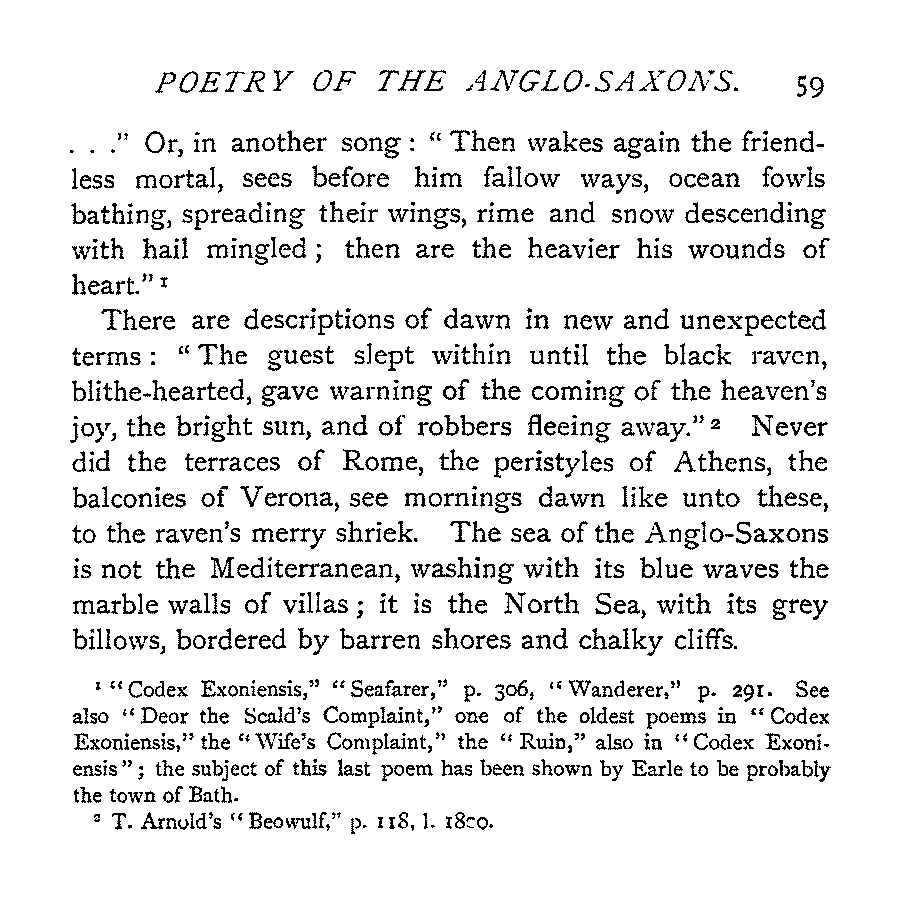 POETRY OF THE ANGLO-SAXONS. 59
. . ." Or, in another song : " Then wakes again the friend-
less mortal, sees before him fallow ways, ocean fowls
bathing, spreading their wings, rime and snow descending
with hail mingled ; then are the heavier his wounds of
heart." 1
There are descriptions of dawn in new and unexpected
terms : " The guest slept within until the black raven,
blithe-hearted, gave warning of the coming of the heaven's
joy, the bright sun, and of robbers fleeing away." 2 Never
did the terraces of Rome, the peristyles of Athens, the
balconies of Verona, see mornings dawn like unto these,
to the raven's merry shriek. The sea of the Anglo-Saxons
is not the Mediterranean, washing with its blue waves the
marble walls of villas ; it is the North Sea, with its grey
billows, bordered by barren shores and chalky cliffs.
1 " Codex Exoniensis," " Seafarer," p. 306, " Wanderer," p. 291. See
also " Deor the Scald's Complaint," one of the oldest poems in " Codex
Exoniensis," the " Wife's Complaint," the " Ruin," also in " Codex Exoni-
ensis " ; the subject of this last poem has been shown by Earle to be probably
the town of Bath.
2 T. Arnold's " Beowulf," p. 118, l. 1820.